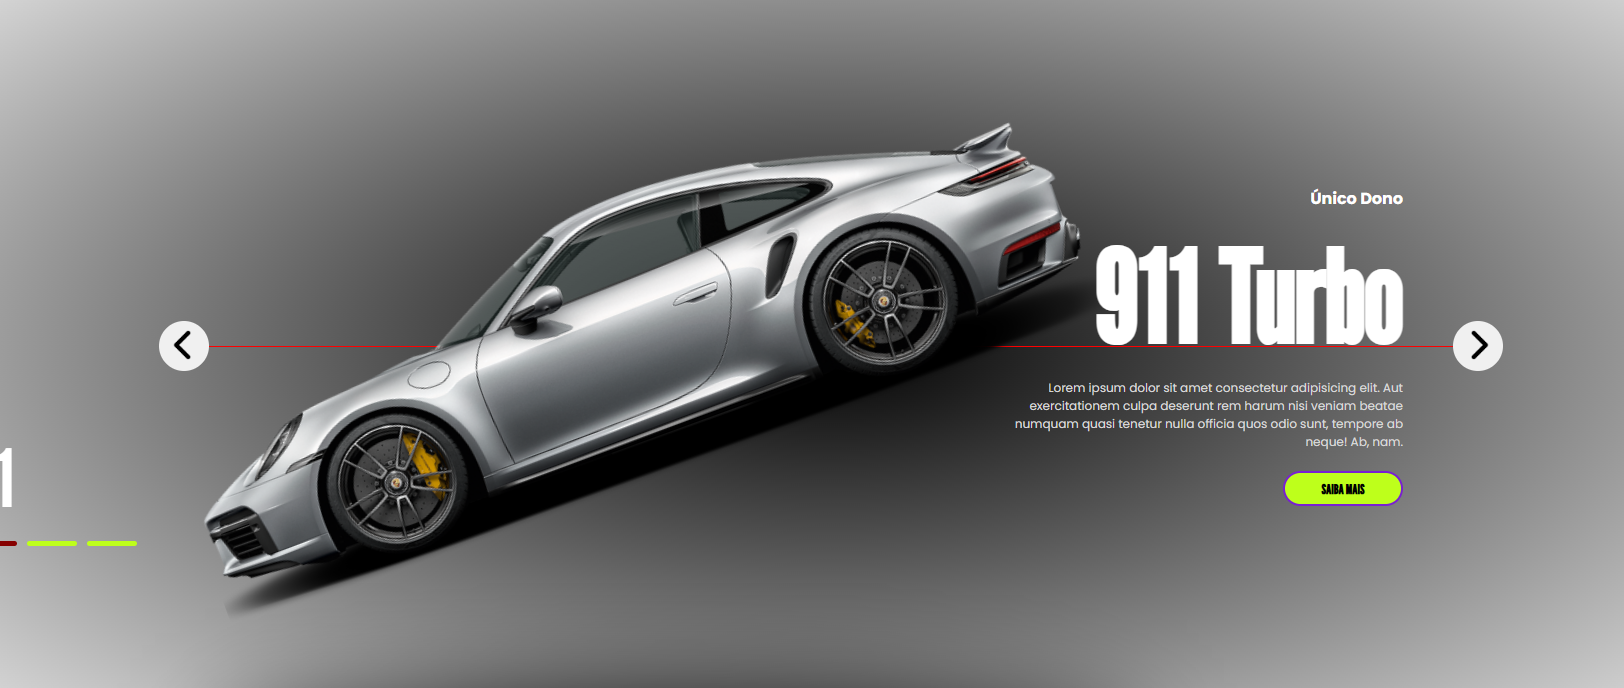 Único Dono
911 Turbo
Lorem ipsum dolor sit amet consectetur adipisicing elit. Aut
exercitationem culpa deserunt rem harum nisi veniam beatae
numquam quasi tenetur nulla officia quos odio sunt, tempore ab
neque! Ab, nam.
1
SAIBA MAIS